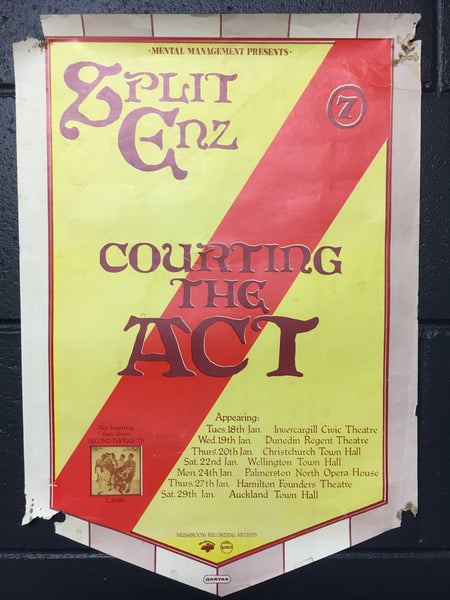 ·MENTAL MANAGEMENT PRESENTS·
SPLIT
ENZ
7
COURTING
THE
ACT
Appearing:
Tues.18th Jan. Invercargill Civic Theatre
Wed.19th Jan. Dunedin Regent Theatre
Thurs.20th Jan. Christchurch Town Hall
Sat.22nd Jan. Wellington Town Hall
Mon.24th Jan. Palmerston North Opera House
Thurs.27th Jan. Hamilton Founders Theatre
Sat.29th Jan. Auckland Town Hall
Not forgetting
their album
SECOND THOUGHTS
MUSHROOM RECORDING ARTISTS
QANTAS